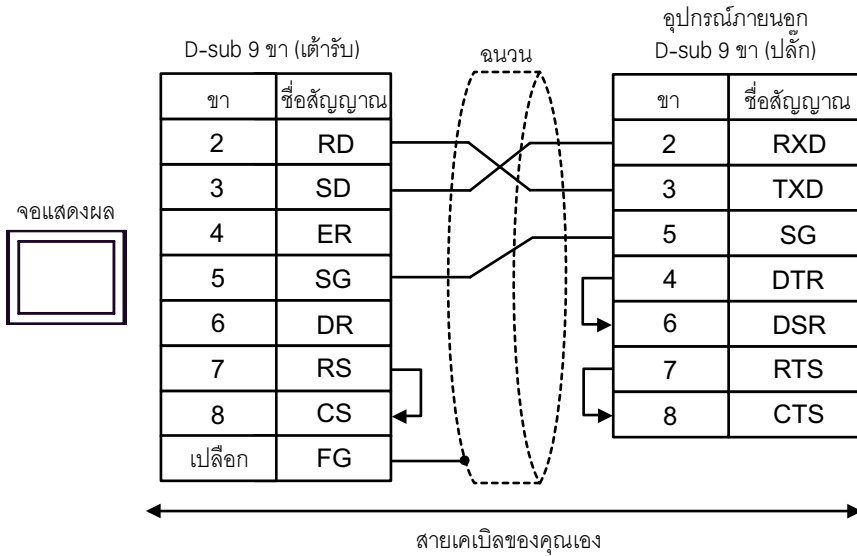 อุปกรณ์ภายนอก
D-sub 9 ขา (เต้ารับ)
ฉนวน
D-sub 9 ขา (ปลั๊ก)
ขา ชื่อสัญญาณ
ขา ชื่อสัญญาณ
2 RD
2 RXD
3 SD
3 TXD
จอแสดงผล
4 ER
5 SG
5 SG
4 DTR
6 DR
6 DSR
7 RS
7 RTS
8 CS
8 CTS
เปลือก FG
สายเคเบิลของคุณเอง